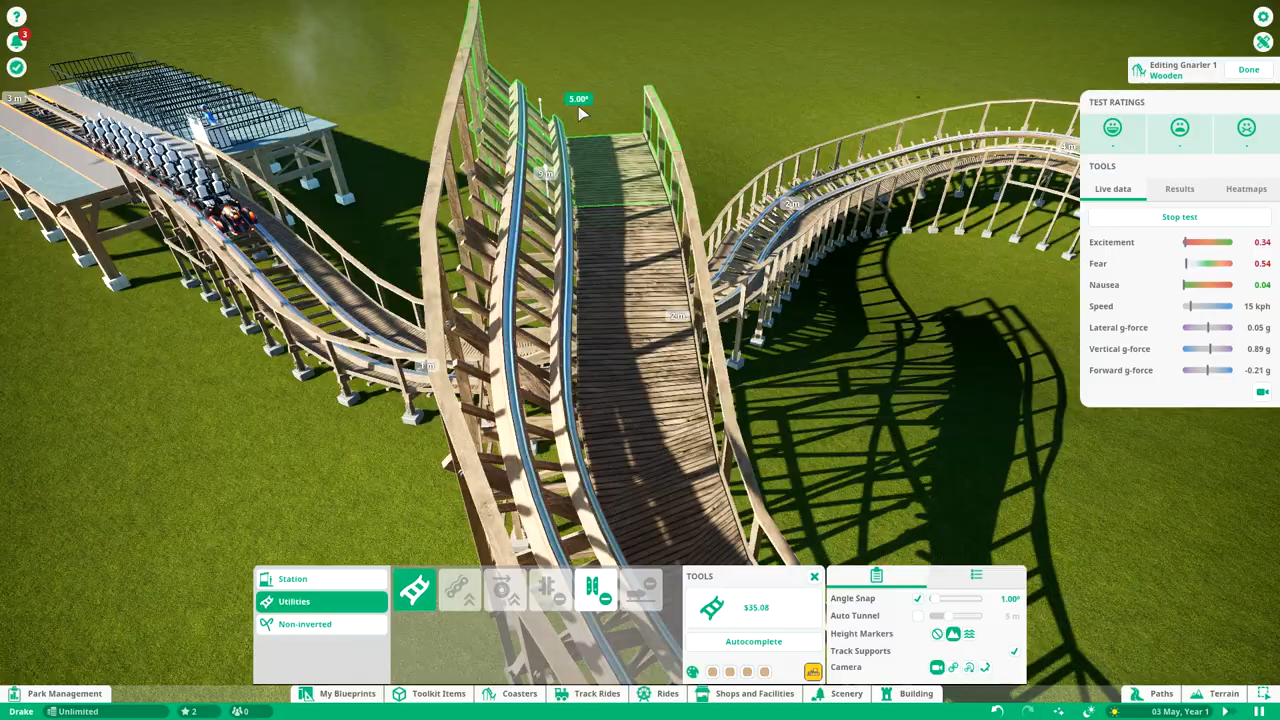 ?
3
Editing Gnarler 1
Wooden
Done
TEST RATINGS
- - -
TOOLS
Live data Results Heatmaps
Stop test
Excitement 0.34
Fear 0.54
Nausea 0.04
Speed 15 kph
Lateral g-force 0.05 g
Vertical g-force 0.89 g
Forward g-force -0.21 g
3 m
5.00°
9 m
2 m
4 m
2 m
Station
Utilities
Non-inverted
TOOLS
$35.08
Autocomplete
Angle Snap 1.00°
Auto Tunnel 5 m
Height Markers
Track Supports
Camera
Park Management My Blueprints Toolkit Items Coasters Track Rides Rides Shops and Facilities Scenery Building Paths Terrain
Drake Unlimited 2 0 03 May, Year 1